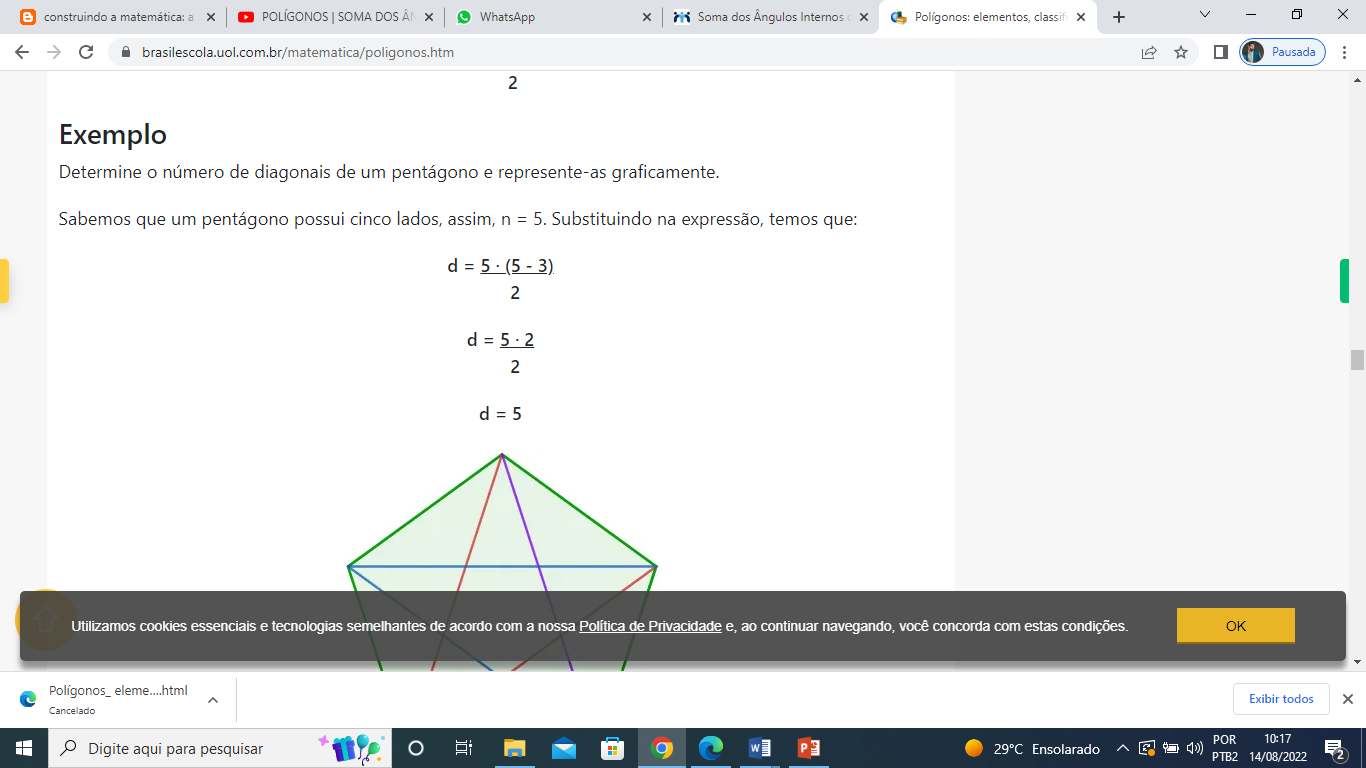 construindo a matemática: a
POLÍGONOS | SOMA DOS ÂN
WhatsApp
Soma dos Ângulos Internos
Polígonos: elementos, classifi
brasilescola.uol.com.br/matematica/poligonos.htm
Pausada
2
Exemplo
Determine o número de diagonais de um pentágono e represente-as graficamente.
Sabemos que um pentágono possui cinco lados, assim, n = 5. Substituindo na expressão, temos que:
d = 5 · (5 - 3)
2
d = 5 · 2
2
d = 5
Utilizamos cookies essenciais e tecnologias semelhantes de acordo com a nossa Política de Privacidade e, ao continuar navegando, você concorda com estas condições.
OK
Polígonos_ eleme....html
Cancelado
Exibir todos
Digite aqui para pesquisar
29°C Ensolarado
POR
PTB2
10:17
14/08/2022
2